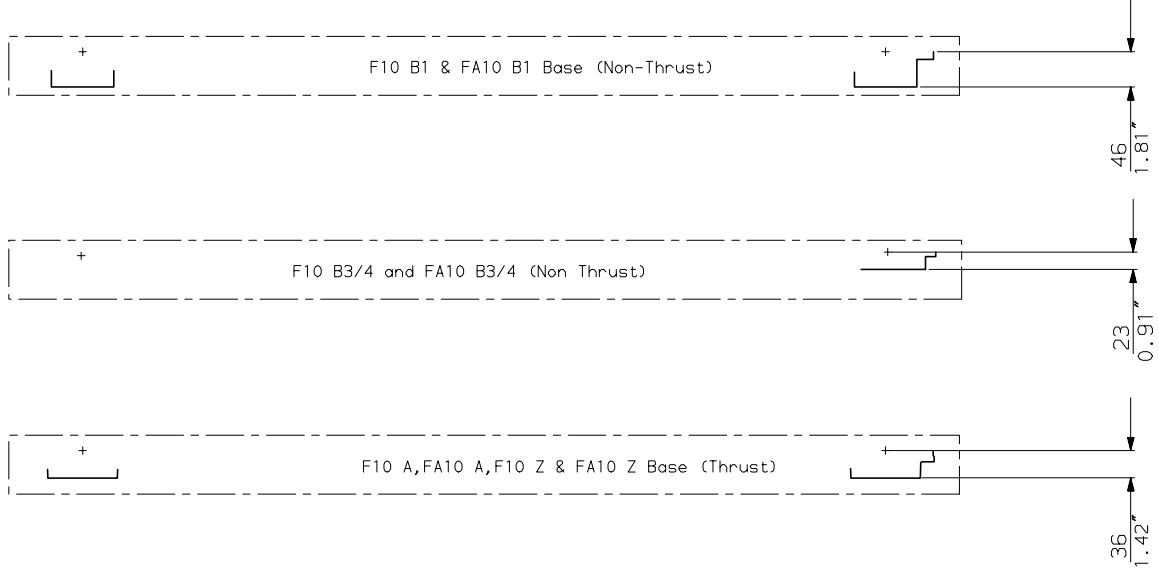 F10 B1 & FA10 B1 Base (Non-Thrust)
46
1.81"
F10 B3/4 and FA10 B3/4 (Non Thrust)
23
0.91"
F10 A,FA10 A,F10 Z & FA10 Z Base (Thrust)
36
1.42"